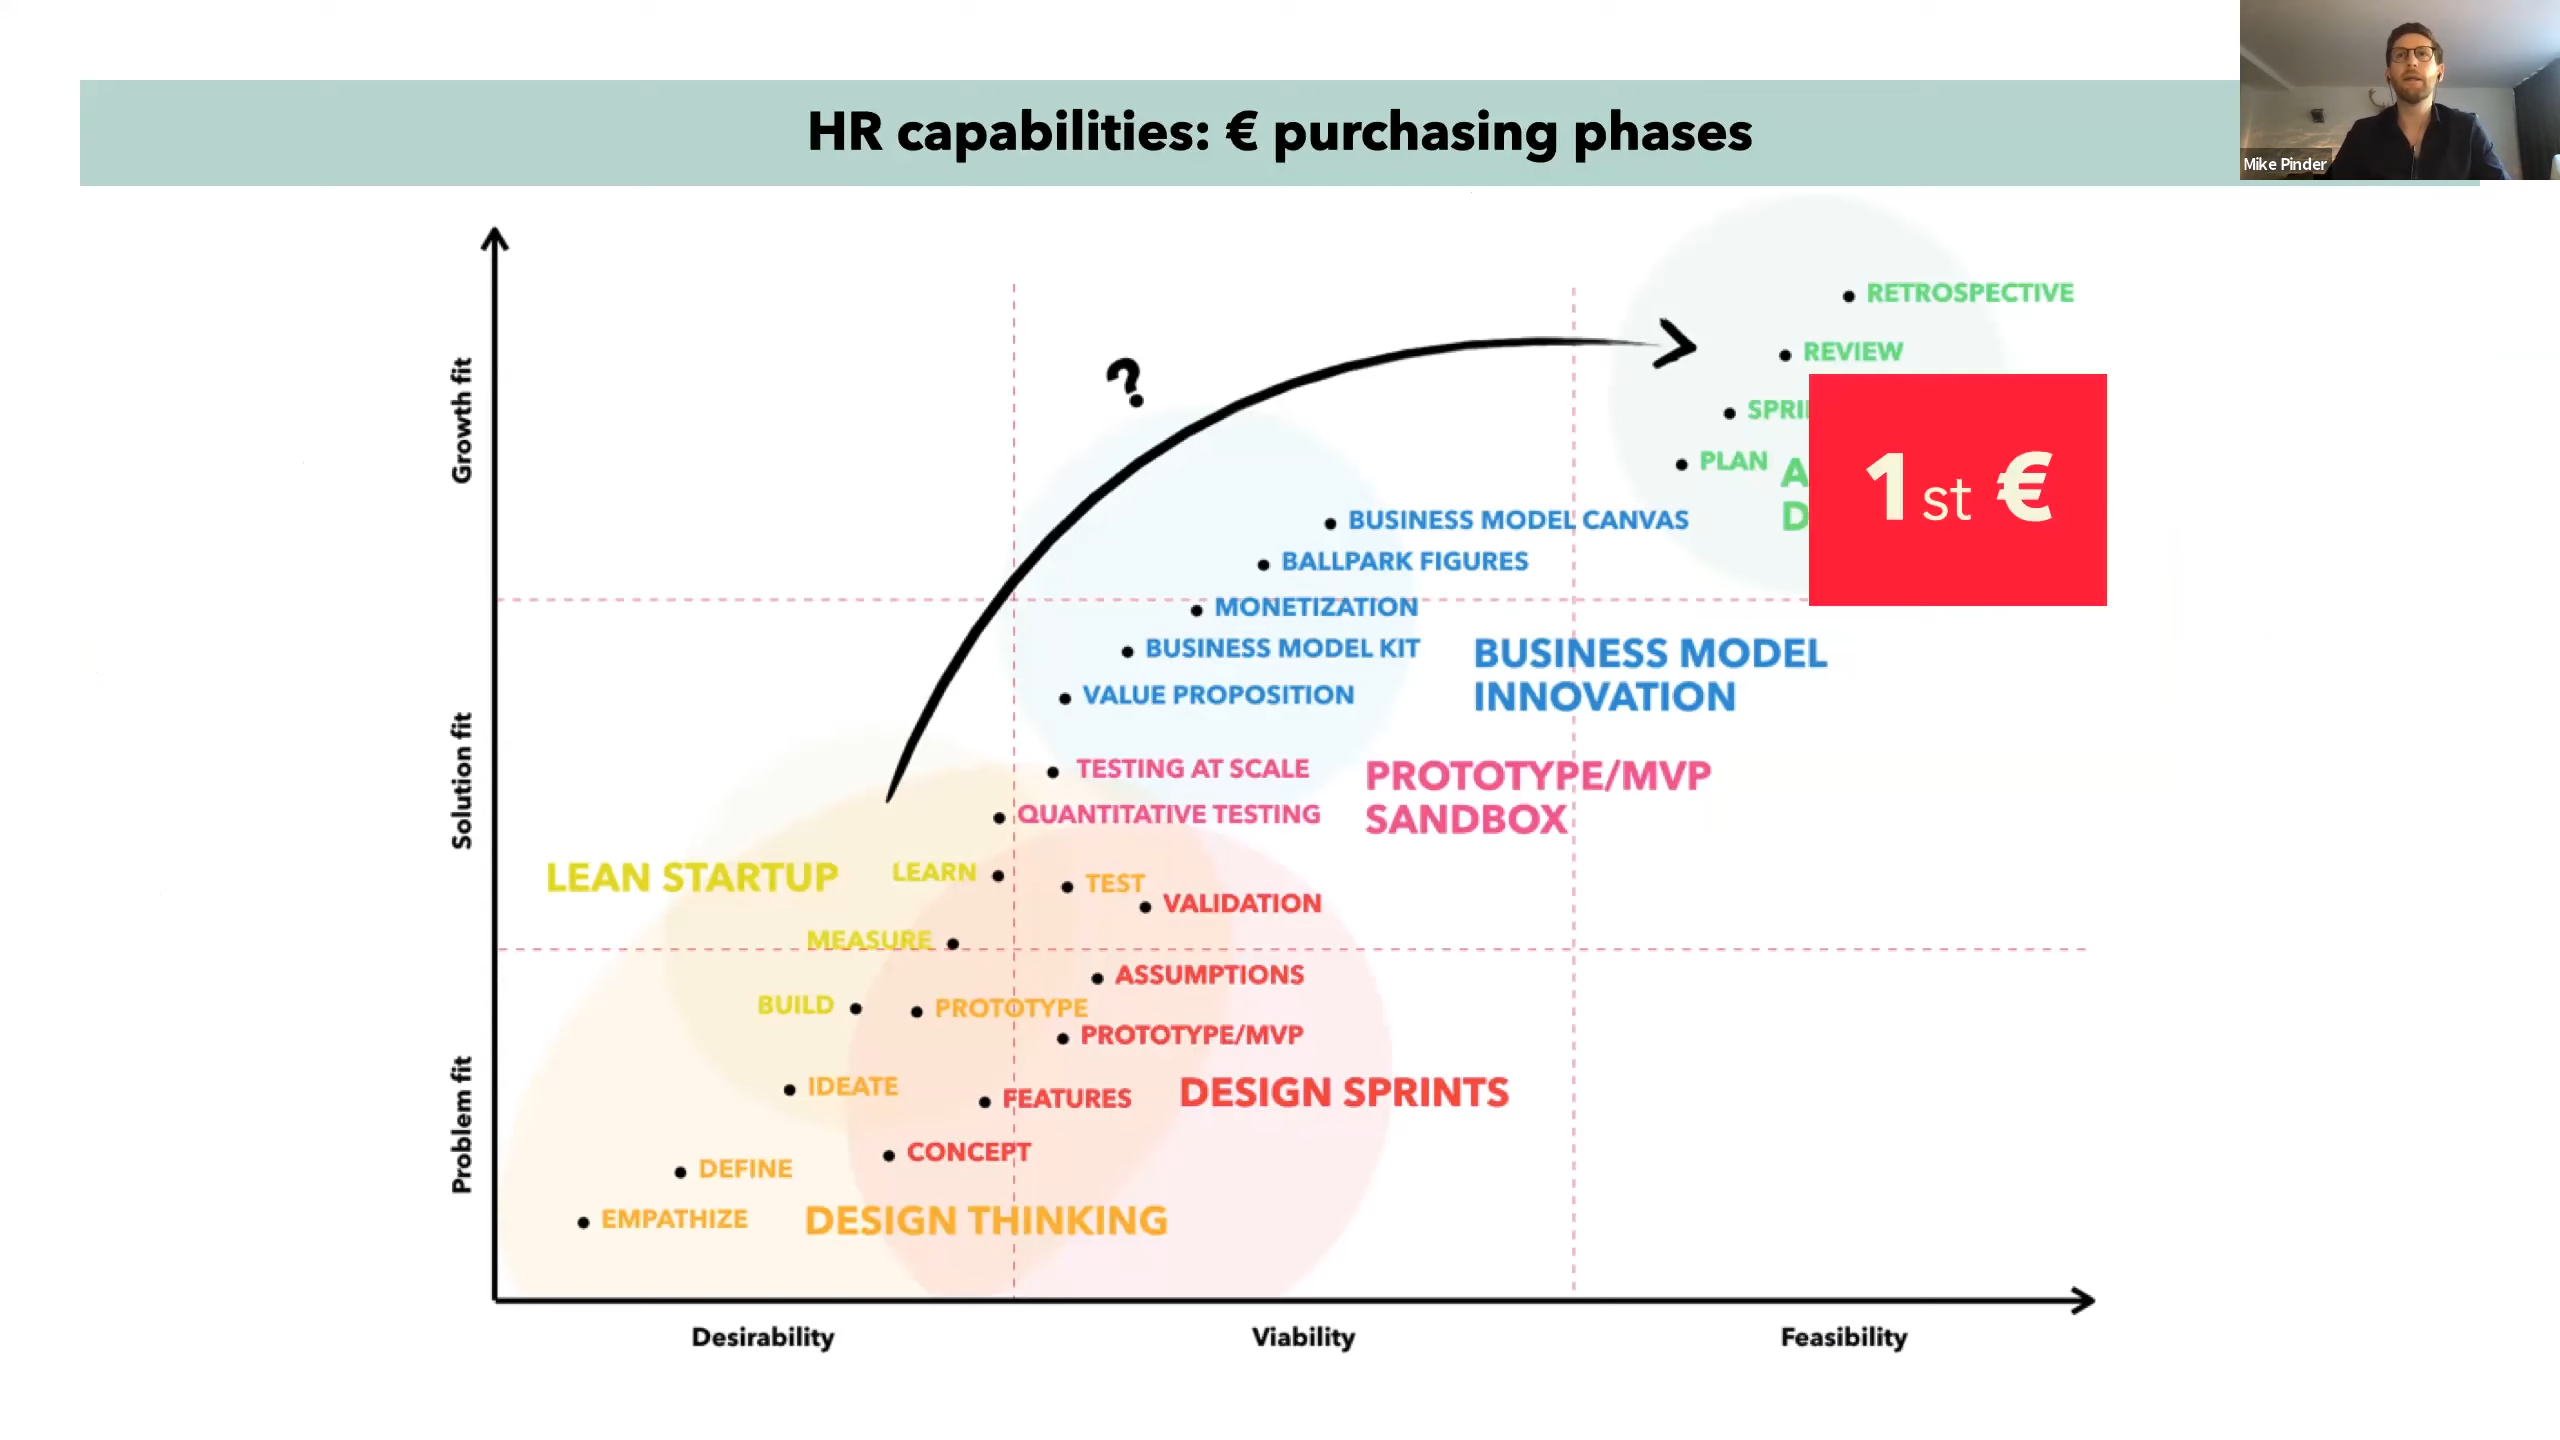 HR capabilities: € purchasing phases
Mike Pinder
RETROSPECTIVE
REVIEW
?
SPRI
PLAN
A
D
1st €
Growth fit
BUSINESS MODEL CANVAS
BALLPARK FIGURES
MONETIZATION
BUSINESS MODEL KIT
BUSINESS MODEL
INNOVATION
VALUE PROPOSITION
Solution fit
TESTING AT SCALE
PROTOTYPE/MVP
SANDBOX
QUANTITATIVE TESTING
LEAN STARTUP
LEARN
TEST
VALIDATION
MEASURE
ASSUMPTIONS
BUILD
PROTOTYPE
PROTOTYPE/MVP
Problem fit
IDEATE
FEATURES
DESIGN SPRINTS
CONCEPT
DEFINE
EMPATHIZE
DESIGN THINKING
Desirability
Viability
Feasibility